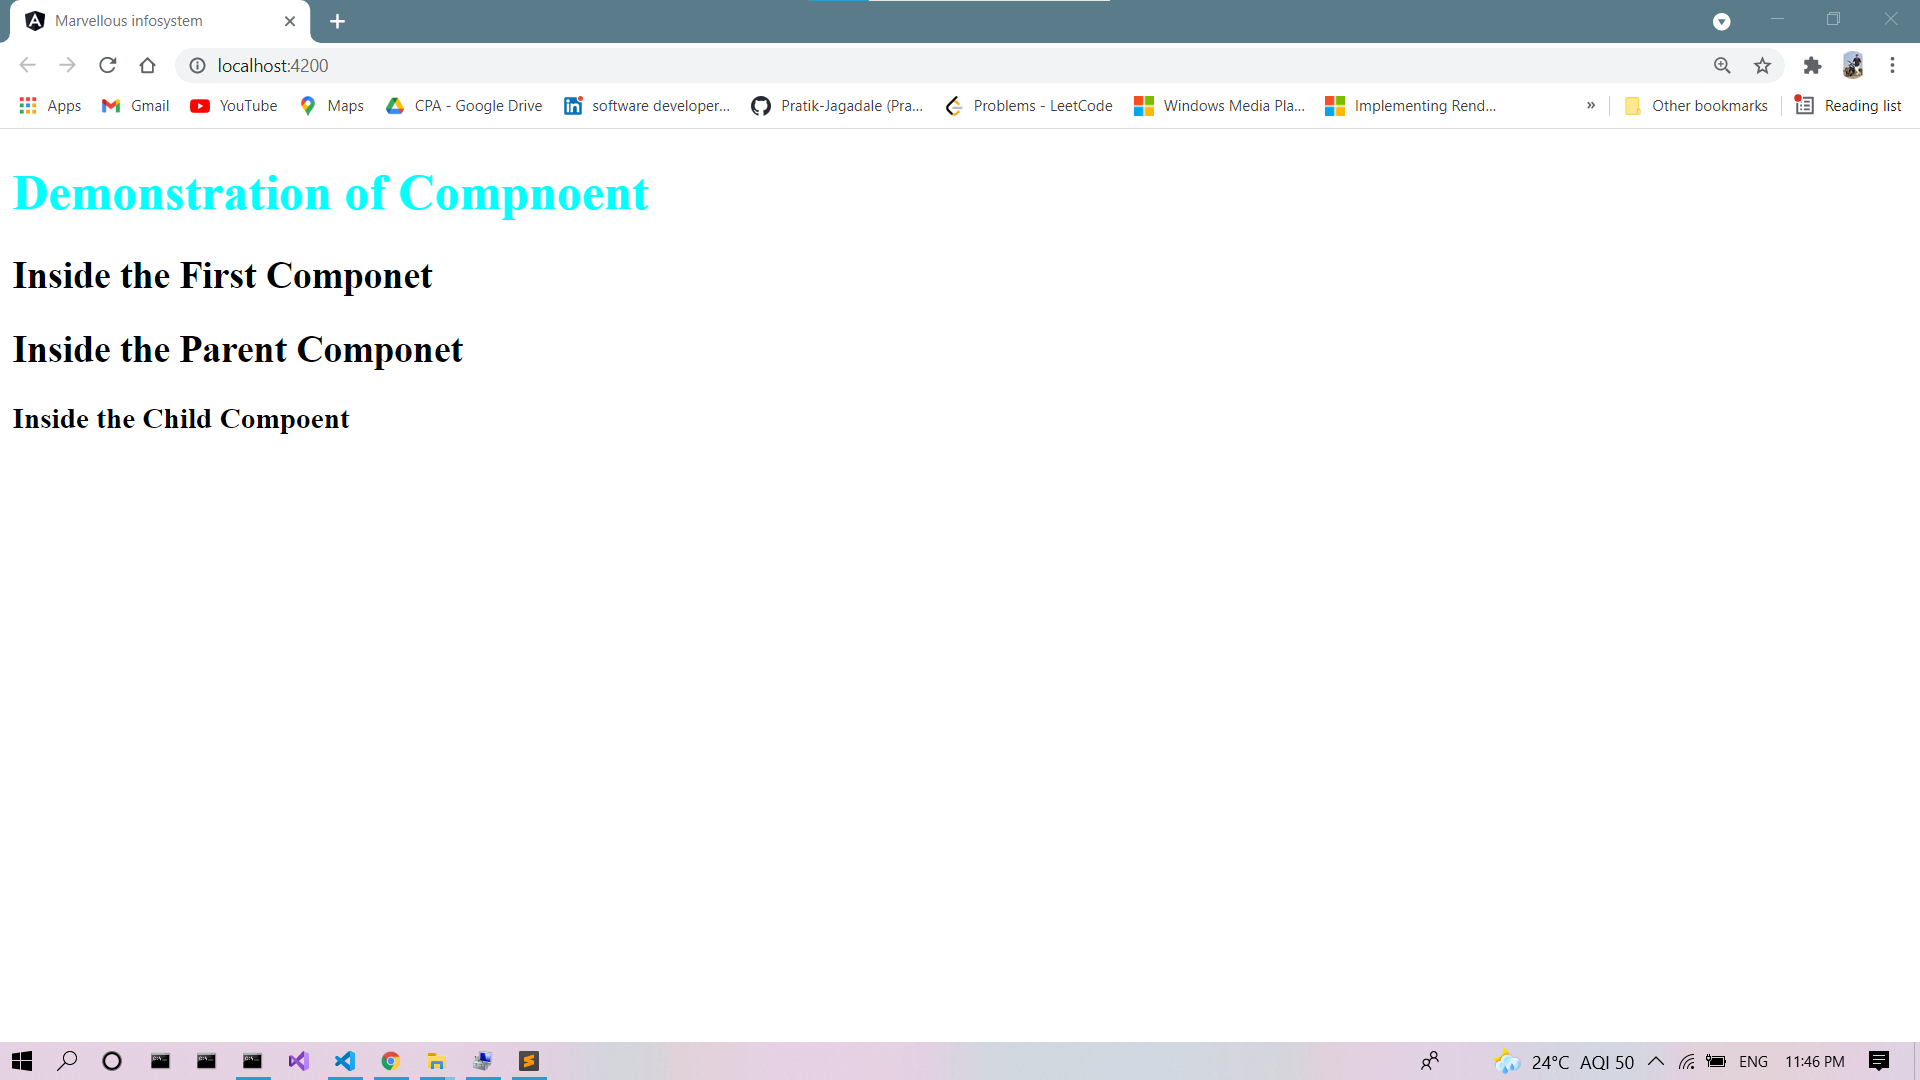 Marvellous infosystem
localhost:4200
Apps Gmail YouTube Maps CPA - Google Drive software developer... Pratik-Jagadale (Pra... Problems - LeetCode Windows Media Pla... Implementing Rend... » Other bookmarks Reading list
Demonstration of Compnoent
Inside the First Componet
Inside the Parent Componet
Inside the Child Compoent
24°C AQI 50 ENG 11:46 PM